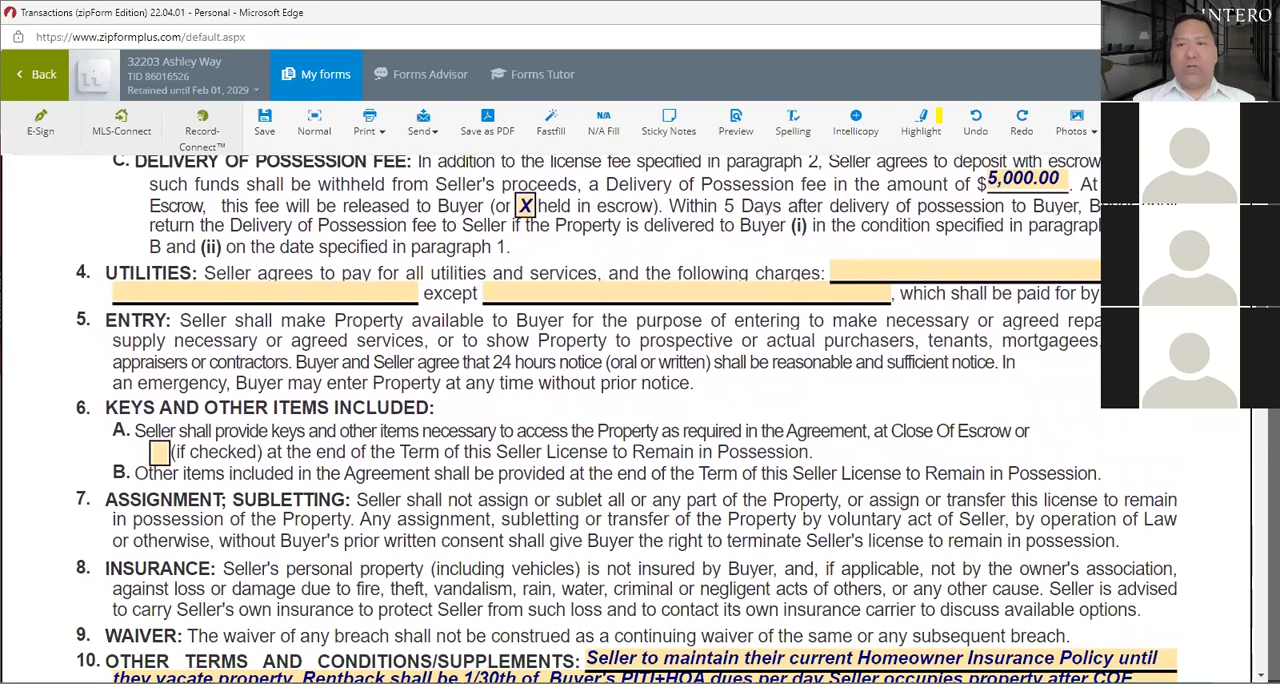 Transactions (zipForm Edition) 22.04.01 - Personal - Microsoft Edge
https://www.zipformplus.com/default.aspx
INTERO
Back
32203 Ashley Way
TID 86016526
Retained until Feb 01, 2029
My forms
Forms Advisor
Forms Tutor
E-Sign
MLS-Connect
Record-Connect™
Save
Normal
Print
Send
Save as PDF
Fastfill
N/A
N/A Fill
Sticky Notes
Preview
Spelling
Intellicopy
Highlight
Undo
Redo
Photos
C. DELIVERY OF POSSESSION FEE: In addition to the license fee specified in paragraph 2, Seller agrees to deposit with escrow
such funds shall be withheld from Seller's proceeds, a Delivery of Possession fee in the amount of $5,000.00. At
Escrow, this fee will be released to Buyer (or X held in escrow). Within 5 Days after delivery of possession to Buyer, B
return the Delivery of Possession fee to Seller if the Property is delivered to Buyer (i) in the condition specified in paragraph
B and (ii) on the date specified in paragraph 1.
4. UTILITIES: Seller agrees to pay for all utilities and services, and the following charges:
except , which shall be paid for by
5. ENTRY: Seller shall make Property available to Buyer for the purpose of entering to make necessary or agreed repa
supply necessary or agreed services, or to show Property to prospective or actual purchasers, tenants, mortgagees,
appraisers or contractors. Buyer and Seller agree that 24 hours notice (oral or written) shall be reasonable and sufficient notice. In
an emergency, Buyer may enter Property at any time without prior notice.
6. KEYS AND OTHER ITEMS INCLUDED:
A. Seller shall provide keys and other items necessary to access the Property as required in the Agreement, at Close Of Escrow or
(if checked) at the end of the Term of this Seller License to Remain in Possession.
B. Other items included in the Agreement shall be provided at the end of the Term of this Seller License to Remain in Possession.
7. ASSIGNMENT; SUBLETTING: Seller shall not assign or sublet all or any part of the Property, or assign or transfer this license to remain
in possession of the Property. Any assignment, subletting or transfer of the Property by voluntary act of Seller, by operation of Law
or otherwise, without Buyer's prior written consent shall give Buyer the right to terminate Seller's license to remain in possession.
8. INSURANCE: Seller's personal property (including vehicles) is not insured by Buyer, and, if applicable, not by the owner's association,
against loss or damage due to fire, theft, vandalism, rain, water, criminal or negligent acts of others, or any other cause. Seller is advised
to carry Seller's own insurance to protect Seller from such loss and to contact its own insurance carrier to discuss available options.
9. WAIVER: The waiver of any breach shall not be construed as a continuing waiver of the same or any subsequent breach.
10. OTHER TERMS AND CONDITIONS/SUPPLEMENTS: Seller to maintain their current Homeowner Insurance Policy until
they vacate property. Rentback shall be 1/30th of Buyer's PITI+HOA dues per day Seller occupies property after COE